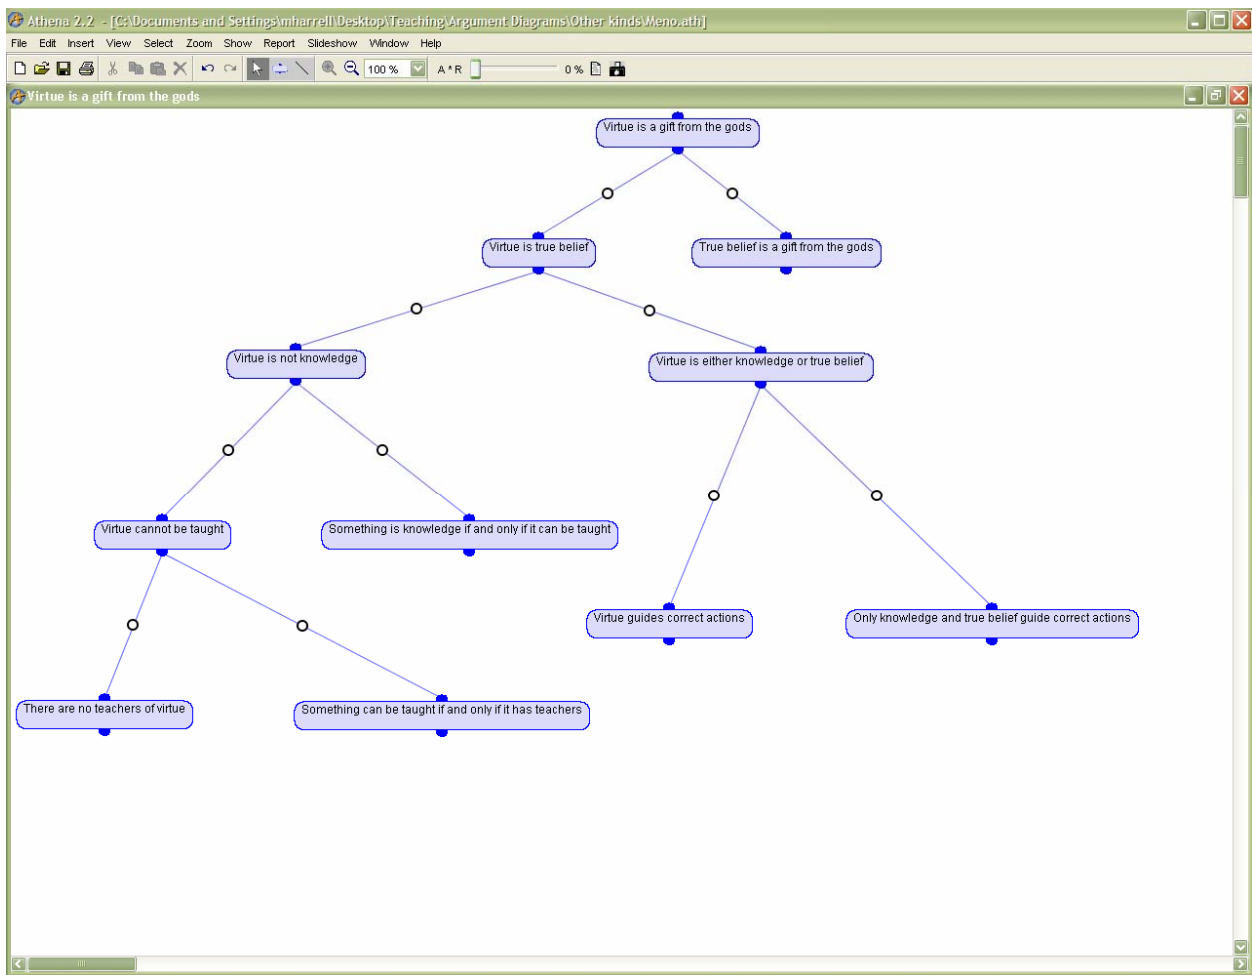 Athena 2.2 - [C:\Documents and Settings\mharrell\Desktop\Teaching\Argument Diagrams\Other kinds\Meno.ath]
File Edit Insert View Select Zoom Show Report Slideshow Window Help
100 % A*R 0 %
Virtue is a gift from the gods
Virtue is a gift from the gods
Virtue is true belief
True belief is a gift from the gods
Virtue is not knowledge
Virtue is either knowledge or true belief
Virtue cannot be taught
Something is knowledge if and only if it can be taught
Virtue guides correct actions
Only knowledge and true belief guide correct actions
There are no teachers of virtue
Something can be taught if and only if it has teachers